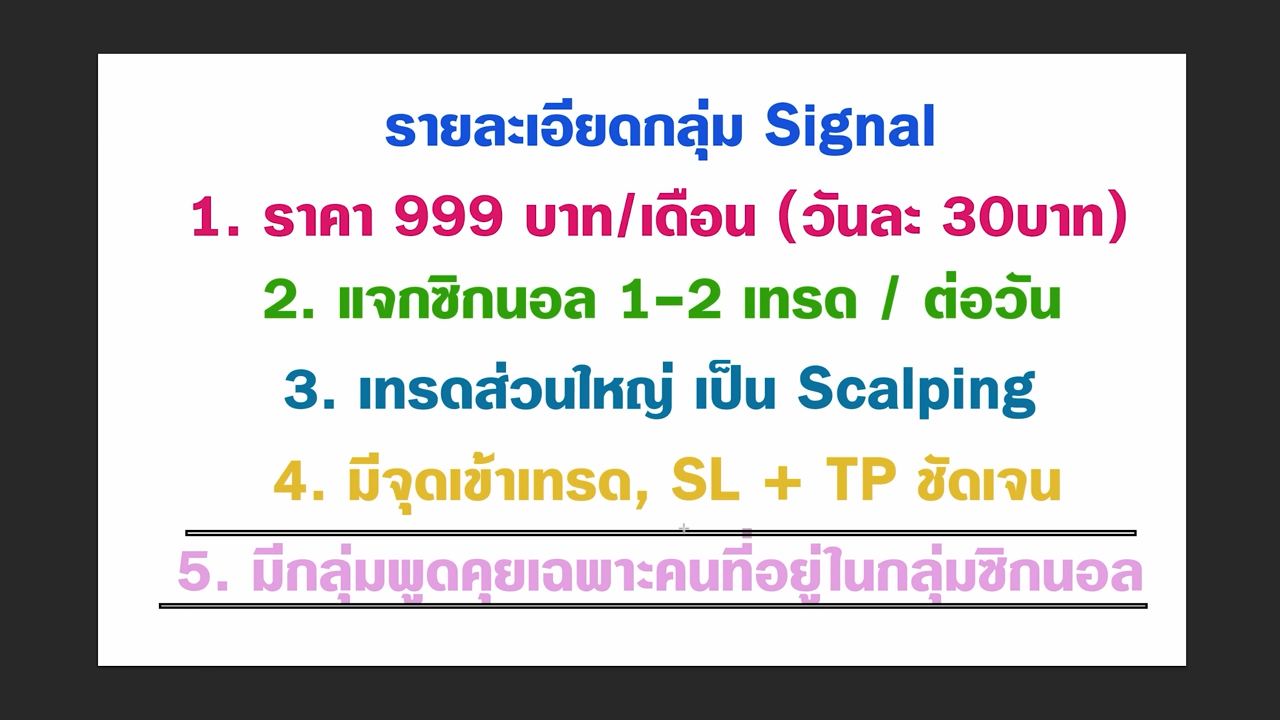 รายละเอียดกลุ่ม Signal
1. ราคา 999 บาท/เดือน (วันละ 30บาท)
2. แจกซิกนอล 1-2 เทรด / ต่อวัน
3. เทรดส่วนใหญ่ เป็น Scalping
4. มีจุดเข้าเทรด, SL + TP ชัดเจน
5. มีกลุ่มพูดคุยเฉพาะคนที่อยู่ในกลุ่มซิกนอล